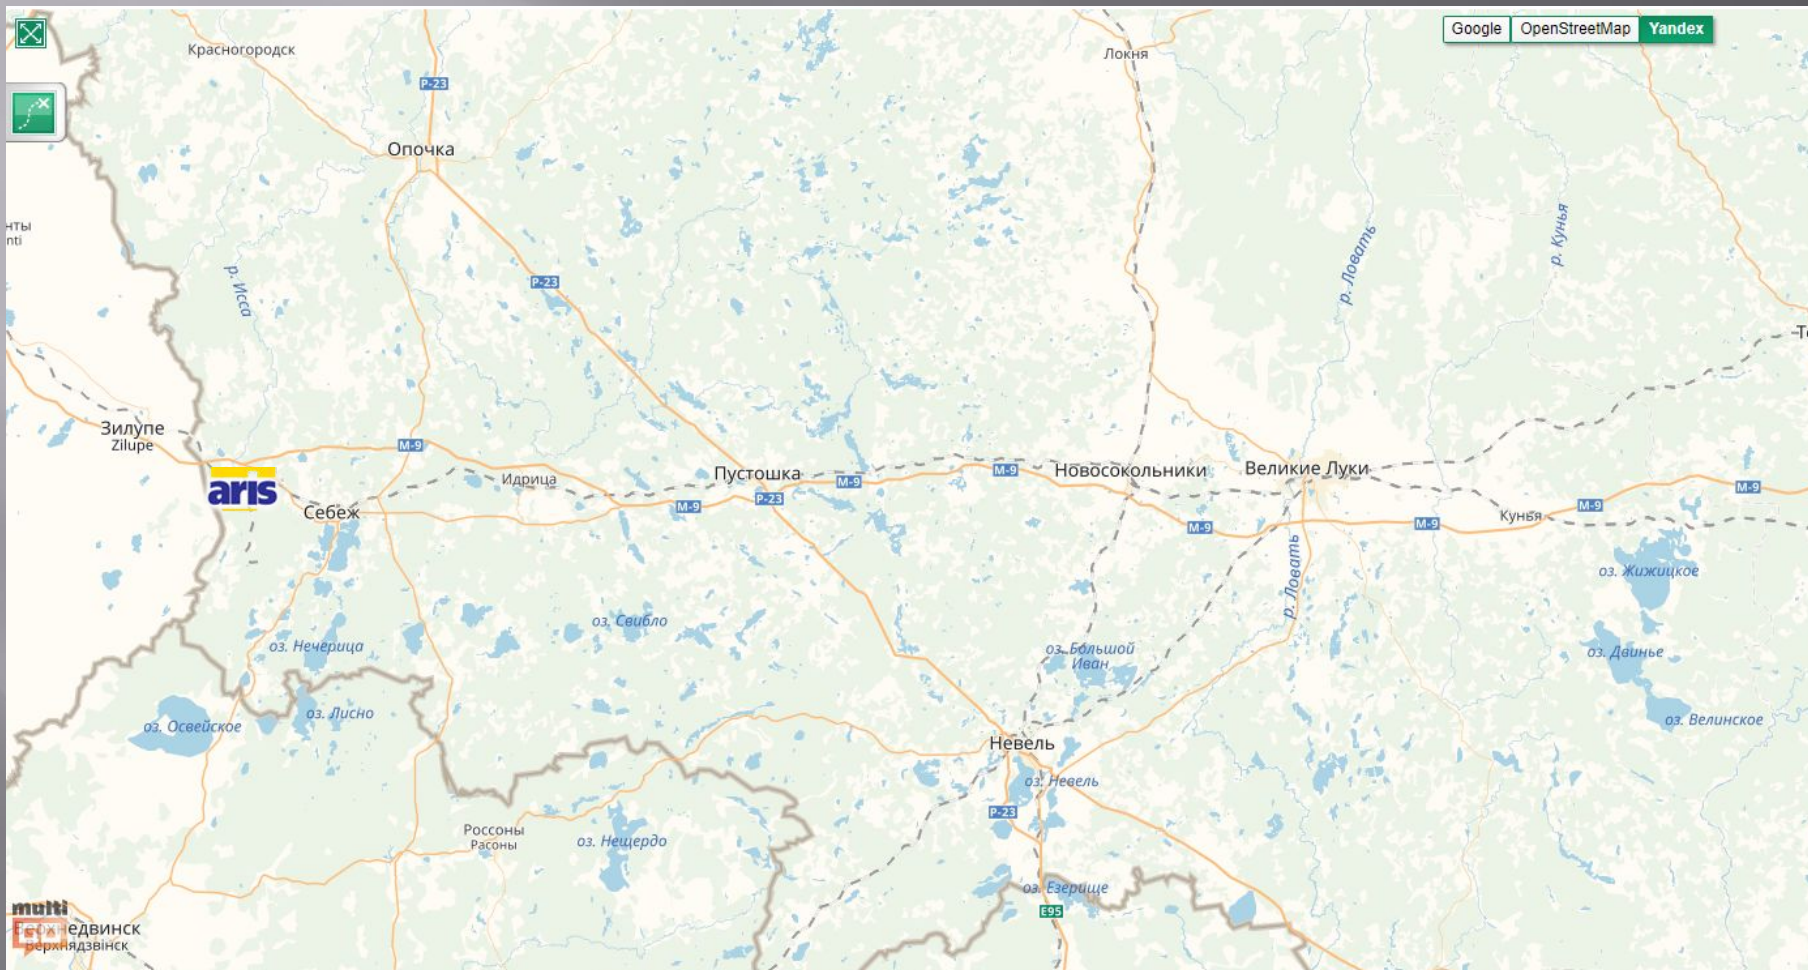 Google
OpenStreetMap
Yandex
Красногородск
Локня
Р-23
Опочка
р. Исса
Р-23
р. Ловать
р. Кунья
Зилупе
Zilupe
М-9
aris
Себеж
Идрица
М-9
Пустошка
Р-23
М-9
М-9
Новосокольники
М-9
Великие Луки
М-9
Кунья
М-9
М-9
р. Ловать
оз. Жижицкое
оз. Свибло
оз. Нечерица
оз. Большой
Иван
оз. Двинье
оз. Освейское
оз. Лисно
оз. Велинское
Невель
оз. Невель
Р-23
Россоны
Расоны
оз. Нещердо
оз. Езерище
E95
multi
Верхнедвинск
Верхнядзвінск